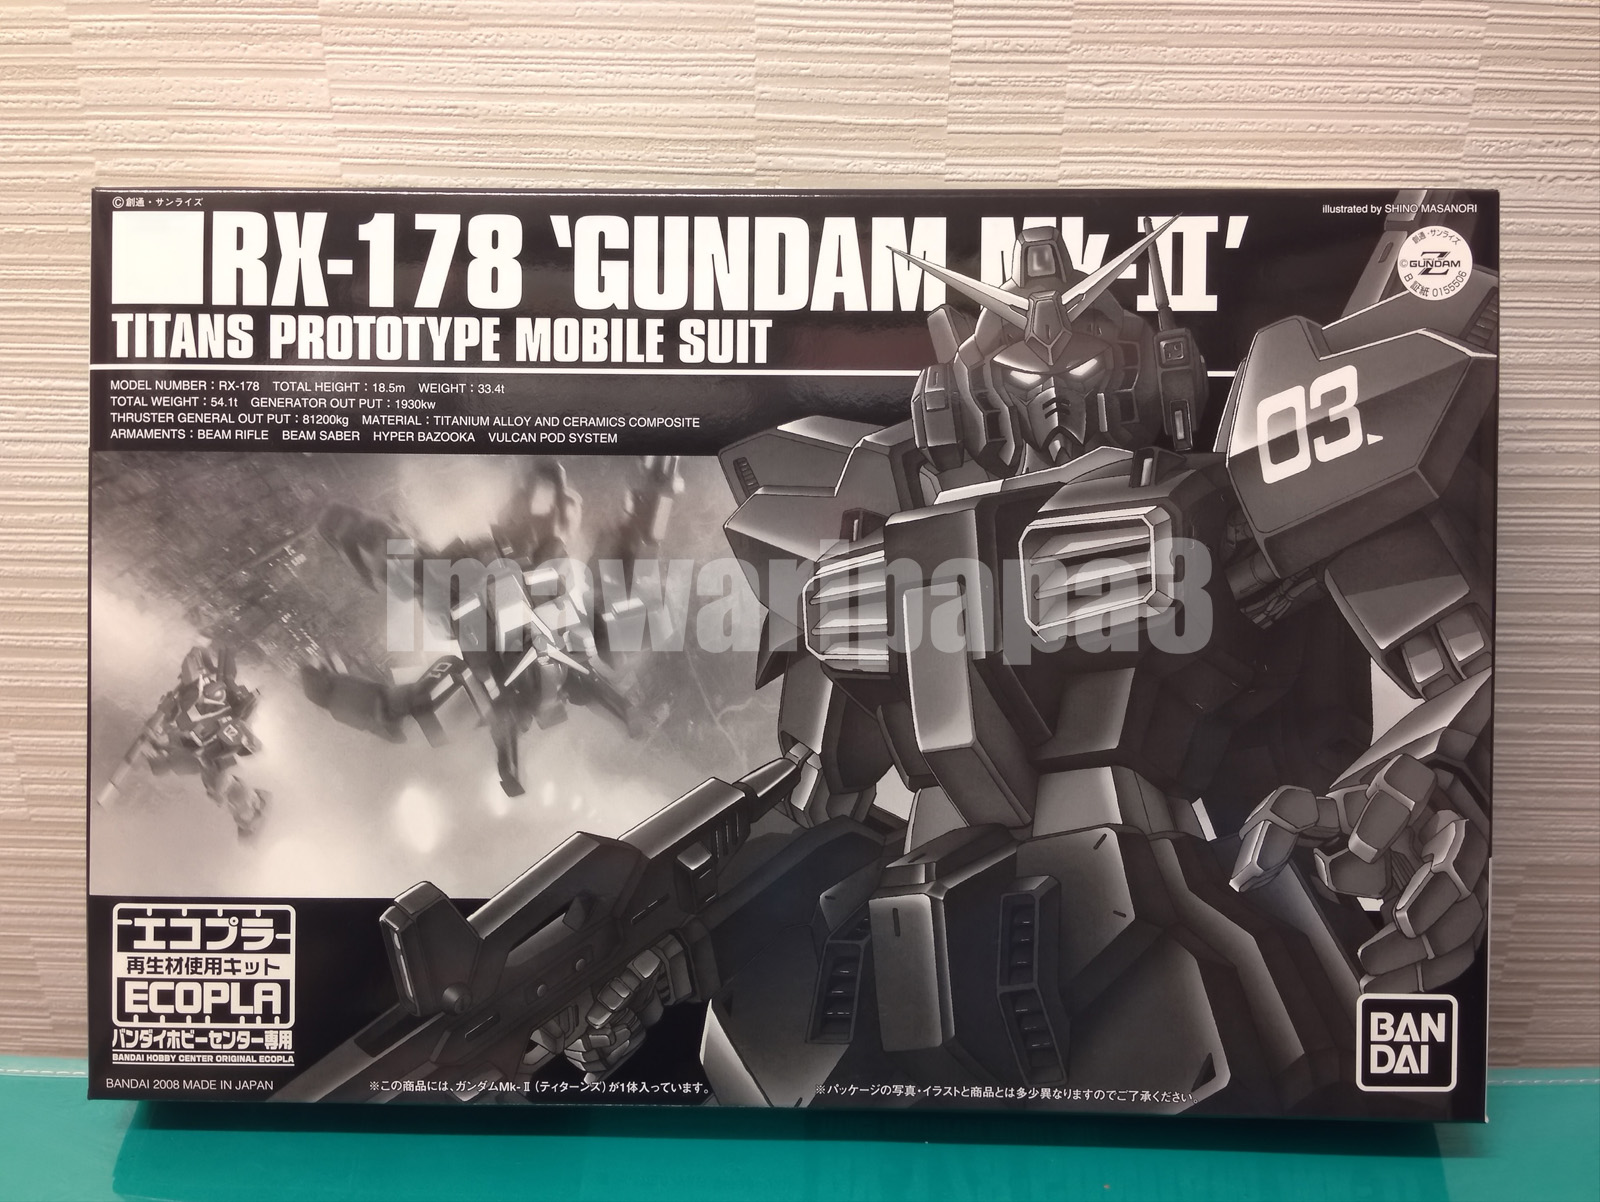 ©創通・サンライズ
illustrated by SHINO MASANORI
RX-178 'GUNDAM Mk-II'
TITANS PROTOTYPE MOBILE SUIT
創通・サンライズ
©GUNDAM
Z
B 証紙 0155506
MODEL NUMBER：RX-178 TOTAL HEIGHT：18.5m WEIGHT：33.4t
TOTAL WEIGHT：54.1t GENERATOR OUT PUT：1930kw
THRUSTER GENERAL OUT PUT：81200kg MATERIAL：TITANIUM ALLOY AND CERAMICS COMPOSITE
ARMAMENTS：BEAM RIFLE BEAM SABER HYPER BAZOOKA VULCAN POD SYSTEM
03
imawaripapa3
01
エコプラ
再生材使用キット
ECOPLA
バンダイホビーセンター専用
BANDAI HOBBY CENTER ORIGINAL ECOPLA
BANDAI 2008 MADE IN JAPAN
※この商品には、ガンダムMk-Ⅱ(ティターンズ)が1体入っています。
※パッケージの写真・イラストと商品とは多少異なりますのでご了承ください。
BAN
DAI